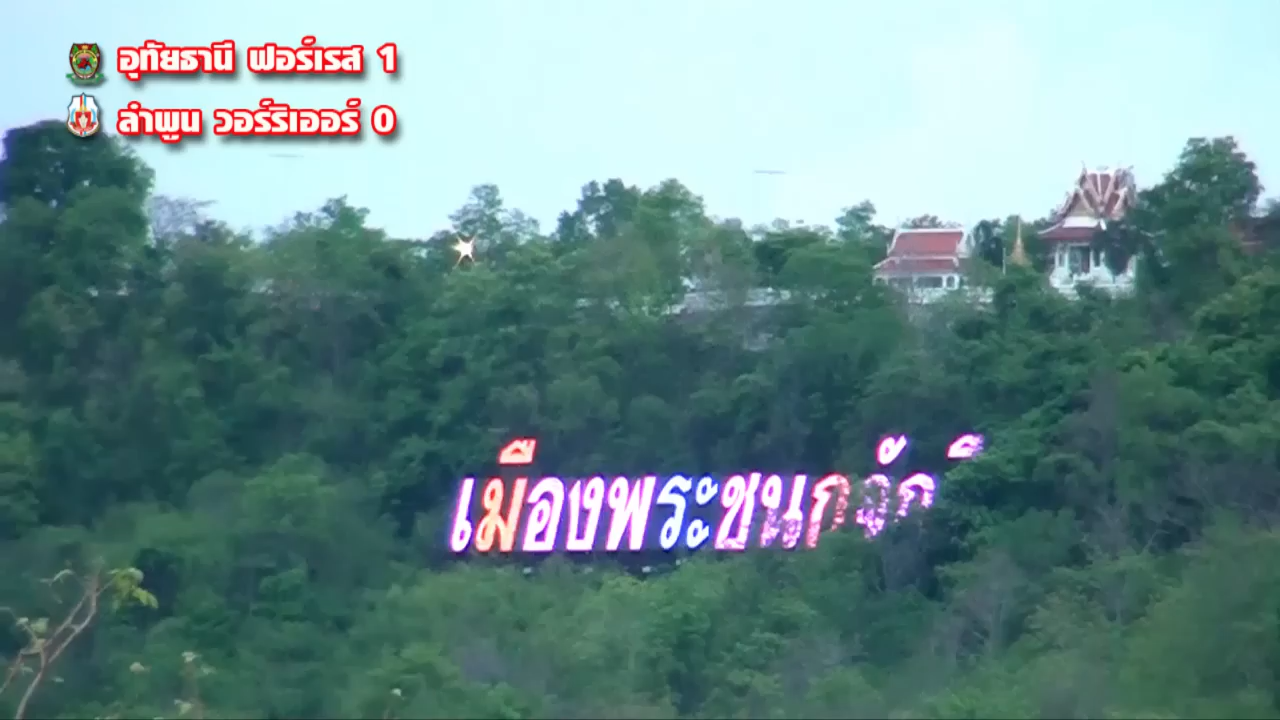 อุทัยธานี ฟอร์เรส 1
ลำพูน วอร์ริเออร์ 0
เมืองพระชนกจักรี